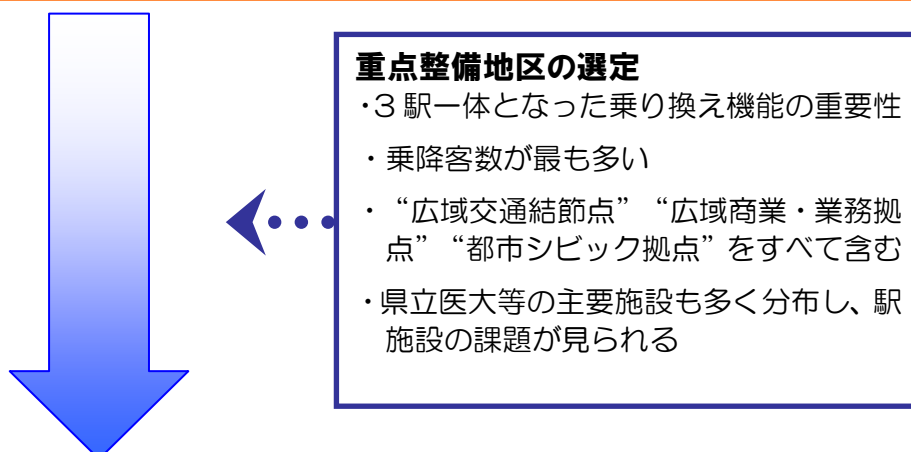 重点整備地区の選定
・3駅一体となった乗り換え機能の重要性
・乗降客数が最も多い
・“広域交通結節点”“広域商業・業務拠
点”“都市シビック拠点”をすべて含む
・県立医大等の主要施設も多く分布し、駅
施設の課題が見られる